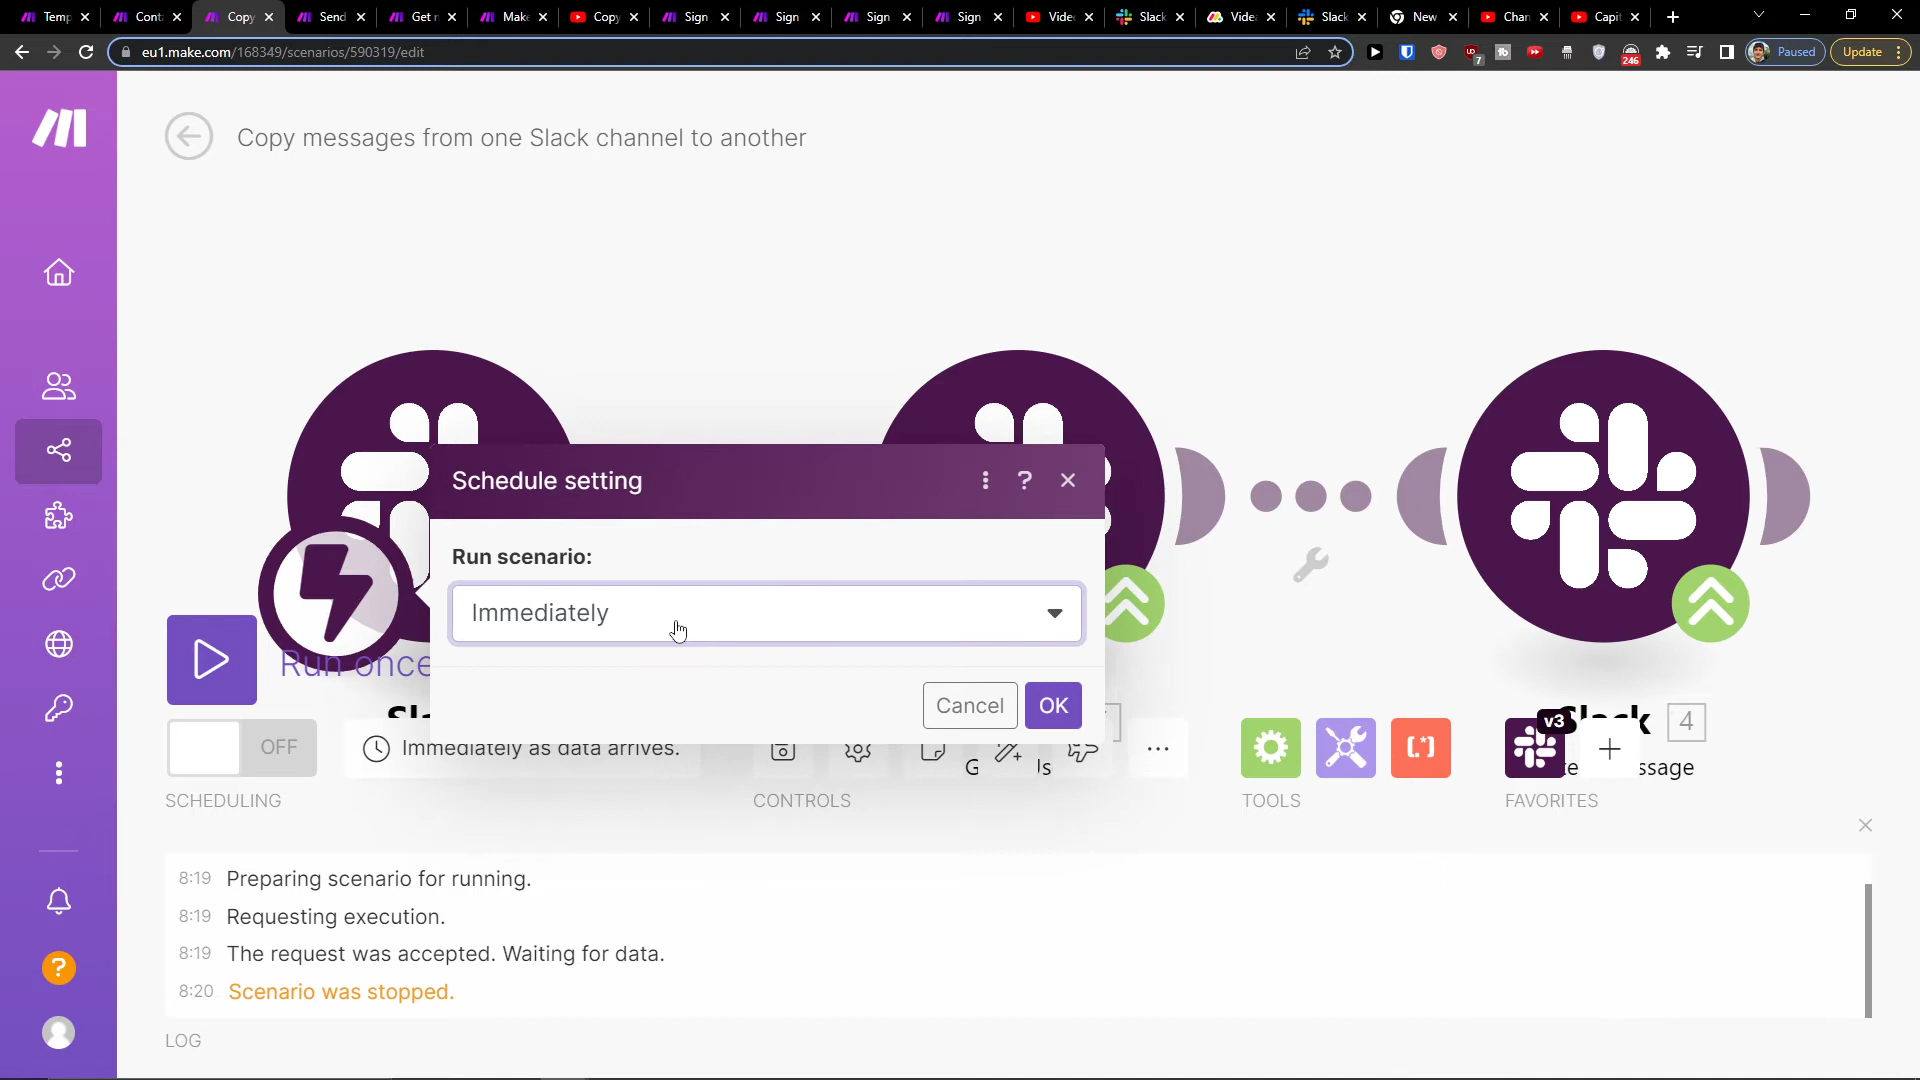 Temp
Cont
Copy
Send
Get r
Make
Copy
Sign
Sign
Sign
Sign
Vide
Slack
Vide
Slack
New
Chan
Capit
eu1.make.com/168349/scenarios/590319/edit
7
246
Paused
Update
Copy messages from one Slack channel to another
Schedule setting
?
Run scenario:
Immediately
Run once
Cancel
OK
Slack
4
v3
OFF
Immediately as data arrives.
[.*]
ssage
SCHEDULING
CONTROLS
TOOLS
FAVORITES
8:19 Preparing scenario for running.
8:19 Requesting execution.
8:19 The request was accepted. Waiting for data.
8:20 Scenario was stopped.
LOG
?